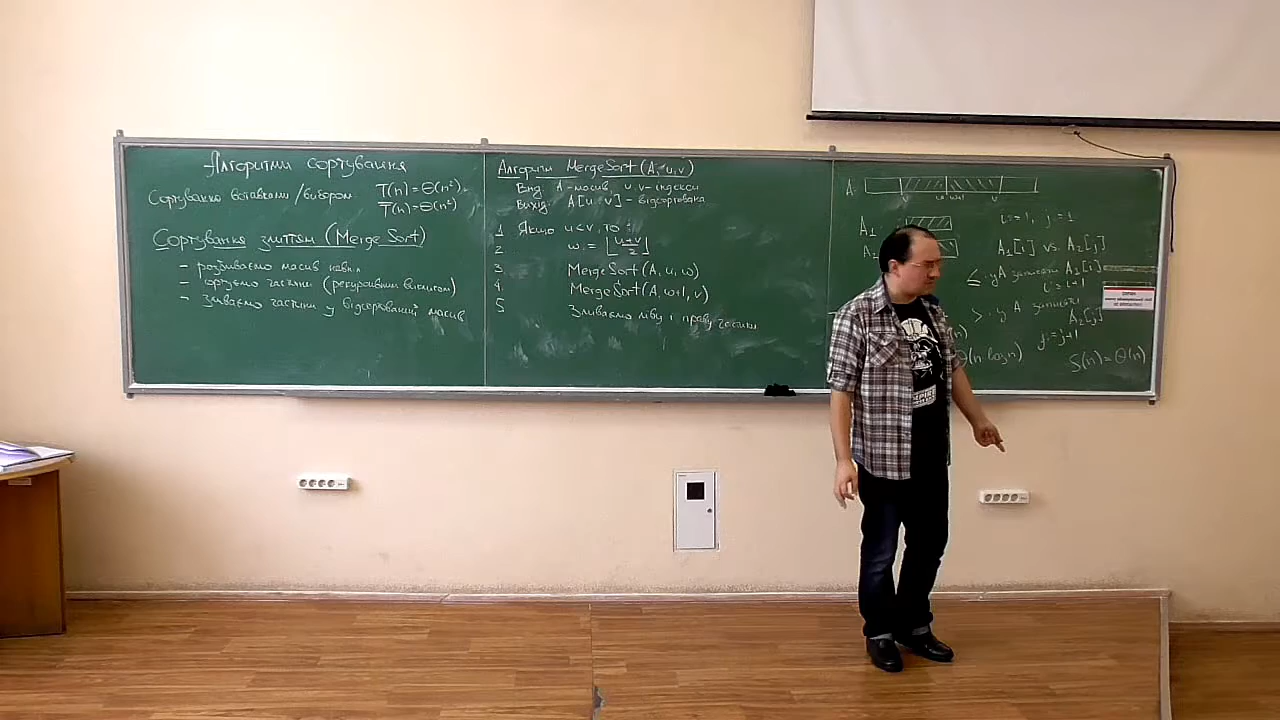 Алгоритми сортування
Сортування вставками/вибором T(n)=Θ(n²)
T(n)=Θ(n²)
Сортування злиттям (Merge Sort)
- розбиваємо масив навпіл
- сортуємо частини (рекурсивним викликом)
- зливаємо частини у відсортований масив
Алгоритм MergeSort(A, u, v)
Вхід: A - масив, u, v - індекси
Вихід: A[u : v] - відсортована
1 Якщо u < v, то :
2 w := ⌊(u+v)/2⌋
3 MergeSort(A, u, w)
4 MergeSort(A, w+1, v)
5 Зливаємо ліву і праву частини
A:
u w w+1 v
A₁
i:=1, j:=1
A₁[i] vs. A₂[j]
≤ : у A записати A₁[i]
i:=i+1
> : у A записати
A₂[j]
j:=j+1
(n log n)
S(n)=Θ(n)